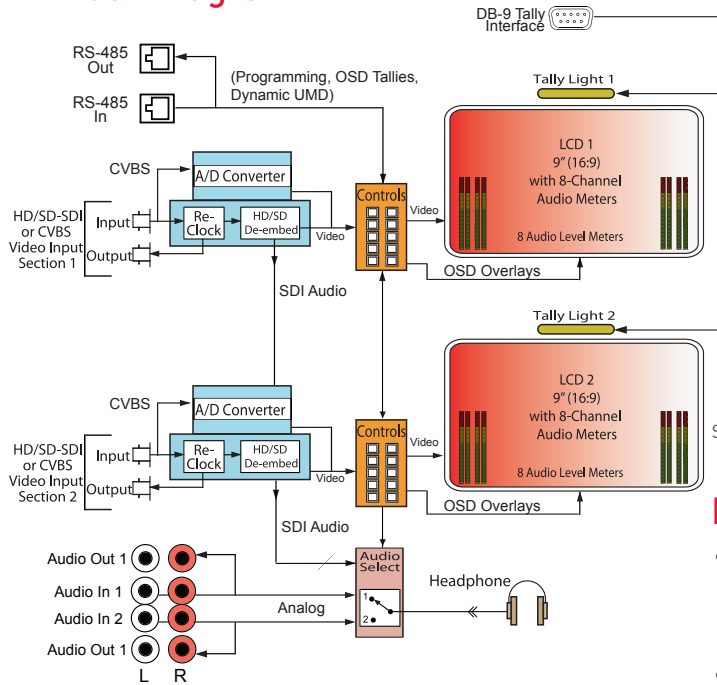 DB-9 Tally
Interface
RS-485
Out
RS-485
In
(Programming, OSD Tallies,
Dynamic UMD)
Tally Light 1
CVBS
A/D Converter
HD/SD-SDI
or CVBS
Video Input
Section 1
Input
Output
Re-
Clock
HD/SD
De-embed
Video
Controls
Video
LCD 1
9" (16:9)
with 8-Channel
Audio Meters
8 Audio Level Meters
OSD Overlays
SDI Audio
Tally Light 2
CVBS
A/D Converter
HD/SD-SDI
or CVBS
Video Input
Section 2
Input
Output
Re-
Clock
HD/SD
De-embed
Video
Controls
Video
LCD 2
9" (16:9)
with 8-Channel
Audio Meters
8 Audio Level Meters
OSD Overlays
SDI Audio
Audio
Select
1
2
Audio Out 1
Audio In 1
Audio In 2
Audio Out 1
L R
Analog
Headphone